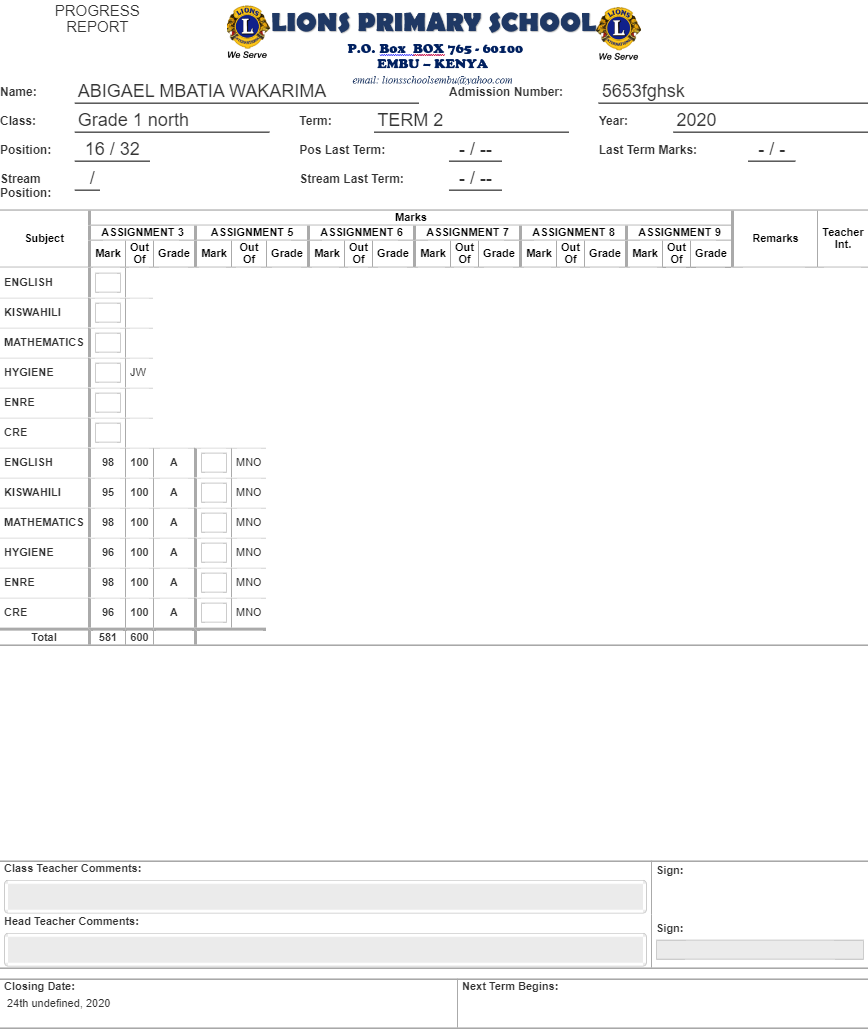 PROGRESS
REPORT
LIONS PRIMARY SCHOOL
LIONS
L
INTERNATIONAL
We Serve
LIONS
L
INTERNATIONAL
We Serve
P.O. Box BOX 765 - 60100
EMBU – KENYA
email: lionsschoolsembu@yahoo.com
Name: ABIGAEL MBATIA WAKARIMA Admission Number: 5653fghsk
Class: Grade 1 north Term: TERM 2 Year: 2020
Position: 16 / 32 Pos Last Term: - / -- Last Term Marks: - / -
Stream Position: / Stream Last Term: - / --
Marks
Subject ASSIGNMENT 3 ASSIGNMENT 5 ASSIGNMENT 6 ASSIGNMENT 7 ASSIGNMENT 8 ASSIGNMENT 9 Remarks Teacher Int.
Mark Out Of Grade Mark Out Of Grade Mark Out Of Grade Mark Out Of Grade Mark Out Of Grade Mark Out Of Grade
ENGLISH
KISWAHILI
MATHEMATICS
HYGIENE JW
ENRE
CRE
ENGLISH 98 100 A MNO
KISWAHILI 95 100 A MNO
MATHEMATICS 98 100 A MNO
HYGIENE 96 100 A MNO
ENRE 98 100 A MNO
CRE 96 100 A MNO
Total 581 600
Class Teacher Comments: Sign:
Head Teacher Comments: Sign:
Closing Date: Next Term Begins:
24th undefined, 2020